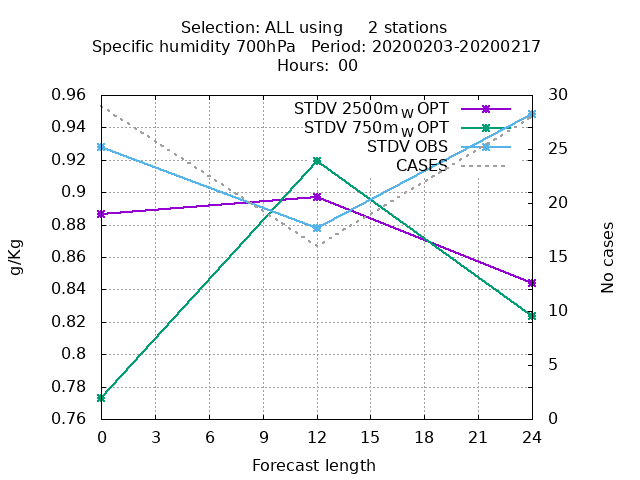 Selection: ALL using 2 stations
Specific humidity 700hPa Period: 20200203-20200217
Hours: 00
0.96
0.94
0.92
0.9
0.88
0.86
0.84
0.82
0.8
0.78
0.76
30
25
20
15
10
5
0
STDV 2500m_W OPT
STDV 750m_W OPT
STDV OBS
CASES
g/Kg
No cases
0 3 6 9 12 15 18 21 24
Forecast length